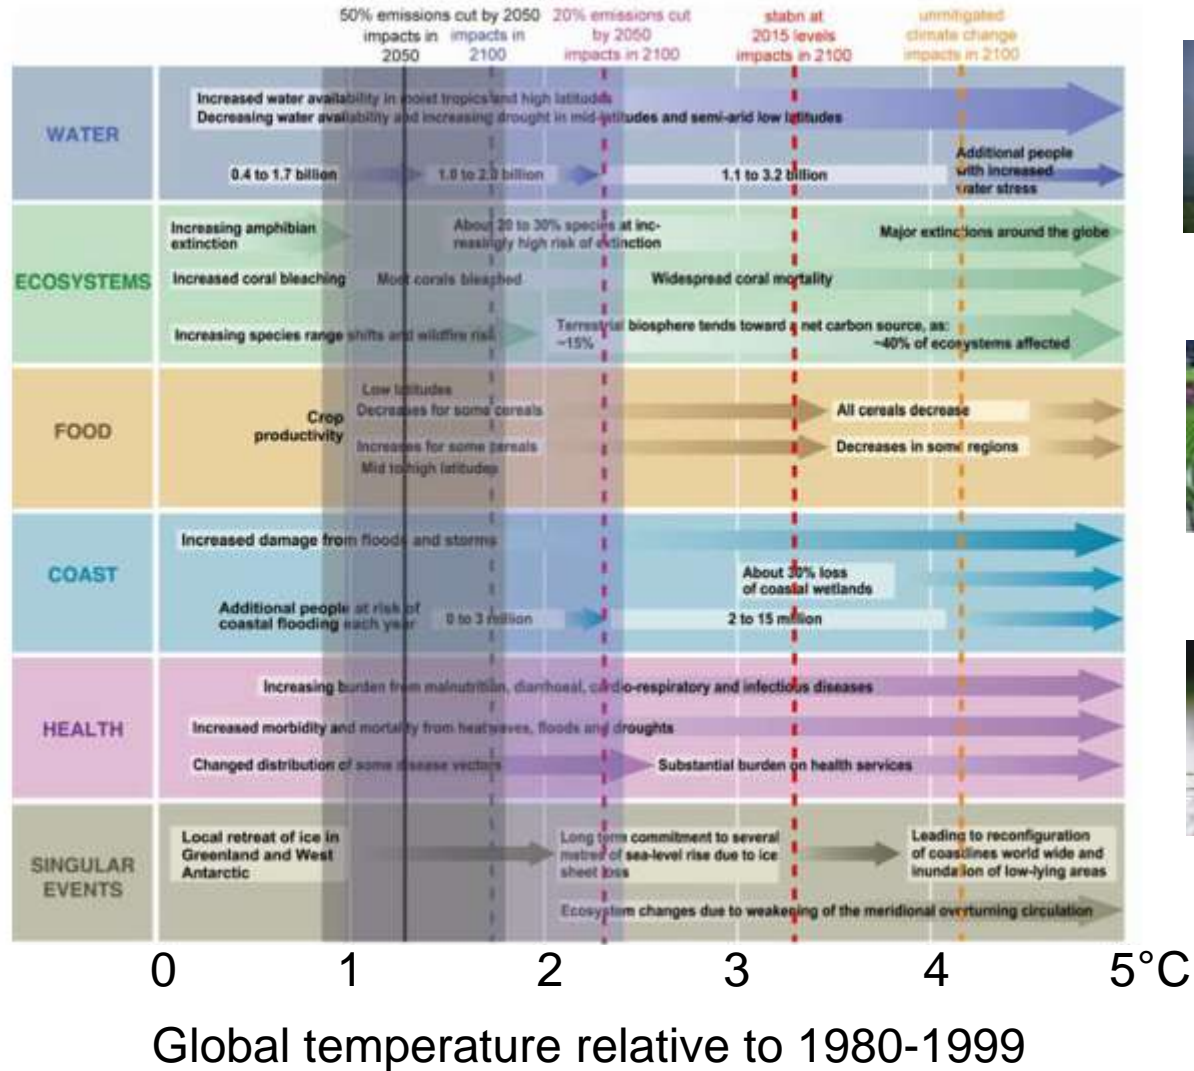 50% emissions cut by 2050
impacts in
2050
impacts in
2100
20% emissions cut
by 2050
impacts in 2100
stabn at
2015 levels
impacts in 2100
unmitigated
climate change
impacts in 2100
WATER
Increased water availability in moist tropics and high latitudes
Decreasing water availability and increasing drought in mid-latitudes and semi-arid low latitudes
0.4 to 1.7 billion
1.0 to 2.0 billion
1.1 to 3.2 billion
Additional people
with increased
water stress
ECOSYSTEMS
Increasing amphibian
extinction
About 20 to 30% species at inc-
reasingly high risk of extinction
Major extinctions around the globe
Increased coral bleaching
Most corals bleached
Widespread coral mortality
Increasing species range shifts and wildfire risk
Terrestrial biosphere tends toward a net carbon source, as:
~15%
~40% of ecosystems affected
FOOD
Crop
productivity
Low latitudes
Decreases for some cereals
All cereals decrease
Increases for some cereals
Mid to high latitudes
Decreases in some regions
COAST
Increased damage from floods and storms
About 30% loss
of coastal wetlands
Additional people at risk of
coastal flooding each year
0 to 3 million
2 to 15 million
HEALTH
Increasing burden from malnutrition, diarrhoeal, cardio-respiratory and infectious diseases
Increased morbidity and mortality from heatwaves, floods and droughts
Changed distribution of some disease vectors
Substantial burden on health services
SINGULAR
EVENTS
Local retreat of ice in
Greenland and West
Antarctic
Long term commitment to several
metres of sea-level rise due to ice
sheet loss
Leading to reconfiguration
of coastlines world wide and
inundation of low-lying areas
Ecosystem changes due to weakening of the meridional overturning circulation
0 1 2 3 4 5°C
Global temperature relative to 1980-1999